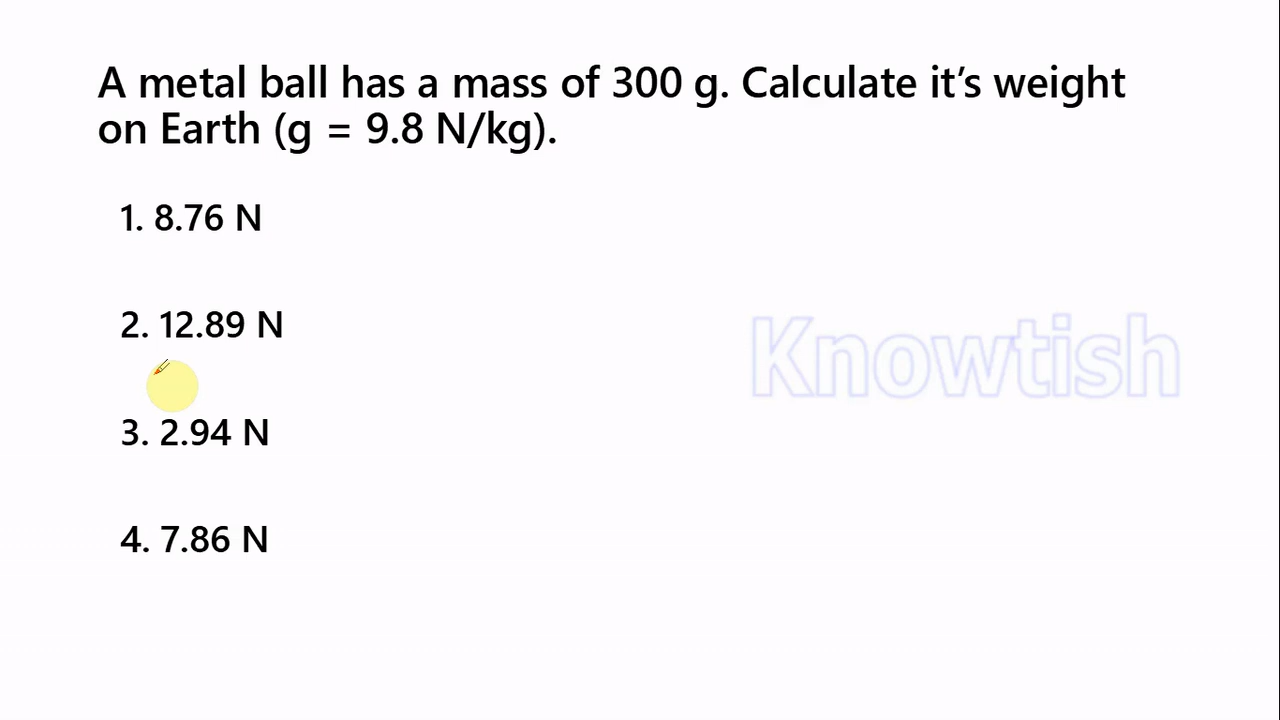 A metal ball has a mass of 300 g. Calculate it’s weight
on Earth (g = 9.8 N/kg).
1. 8.76 N
2. 12.89 N
Knowtish
3. 2.94 N
4. 7.86 N